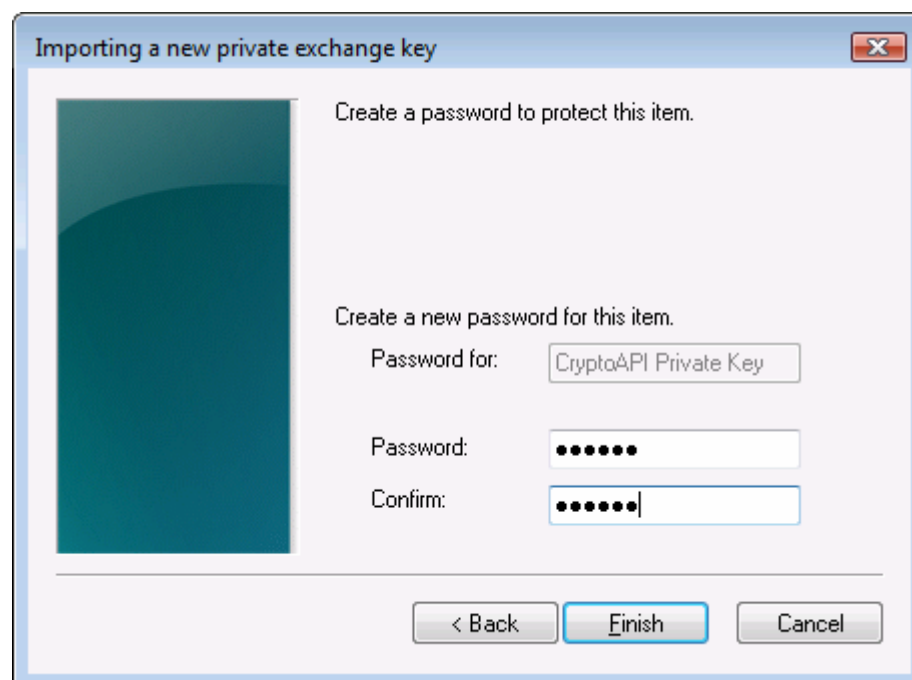 Importing a new private exchange key
Create a password to protect this item.
Create a new password for this item.
Password for: CryptoAPI Private Key
Password: ●●●●●●
Confirm: ●●●●●●
< Back Finish Cancel